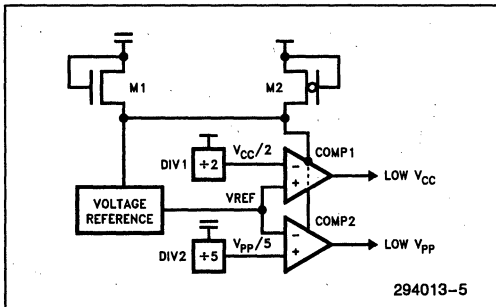 M1
M2
COMP1
V_CC/2
DIV1
÷2
-
+
LOW V_CC
VOLTAGE
REFERENCE
VREF
COMP2
V_PP/5
DIV2
÷5
-
+
LOW V_PP
294013-5